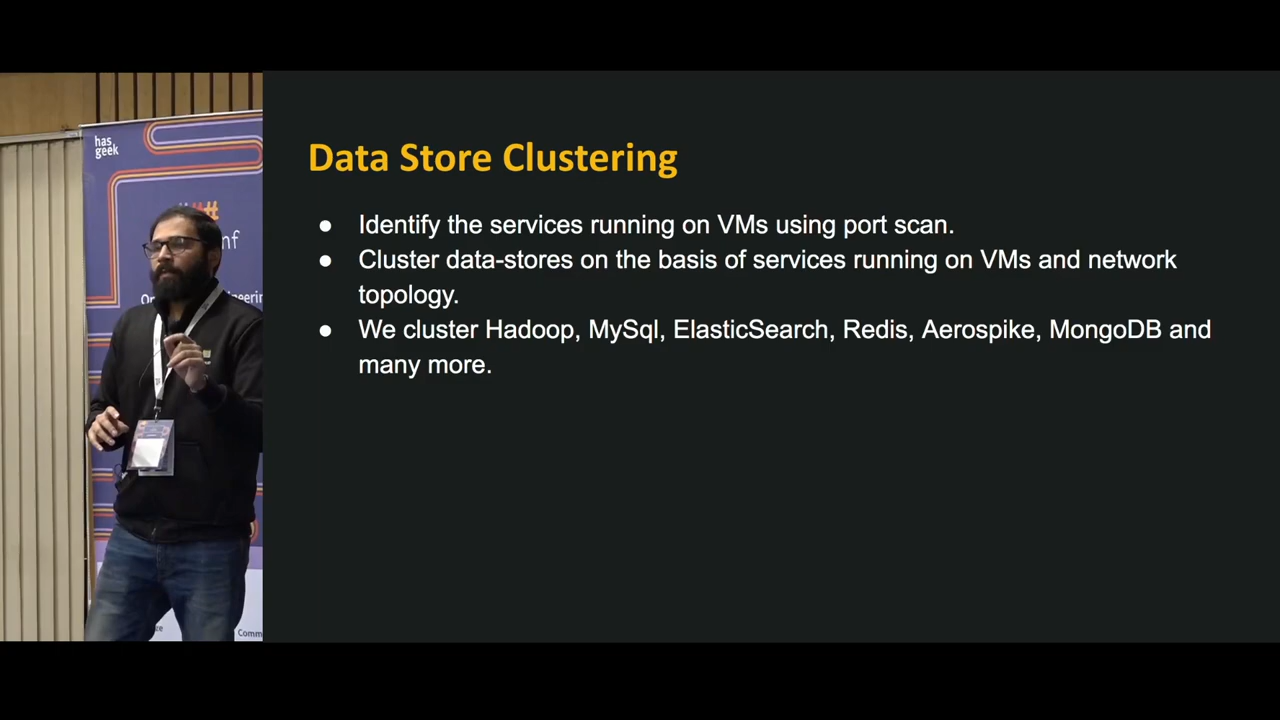 has
geek
##
nf
Data Store Clustering
● Identify the services running on VMs using port scan.
● Cluster data-stores on the basis of services running on VMs and network
topology.
● We cluster Hadoop, MySql, ElasticSearch, Redis, Aerospike, MongoDB and
many more.
Comm